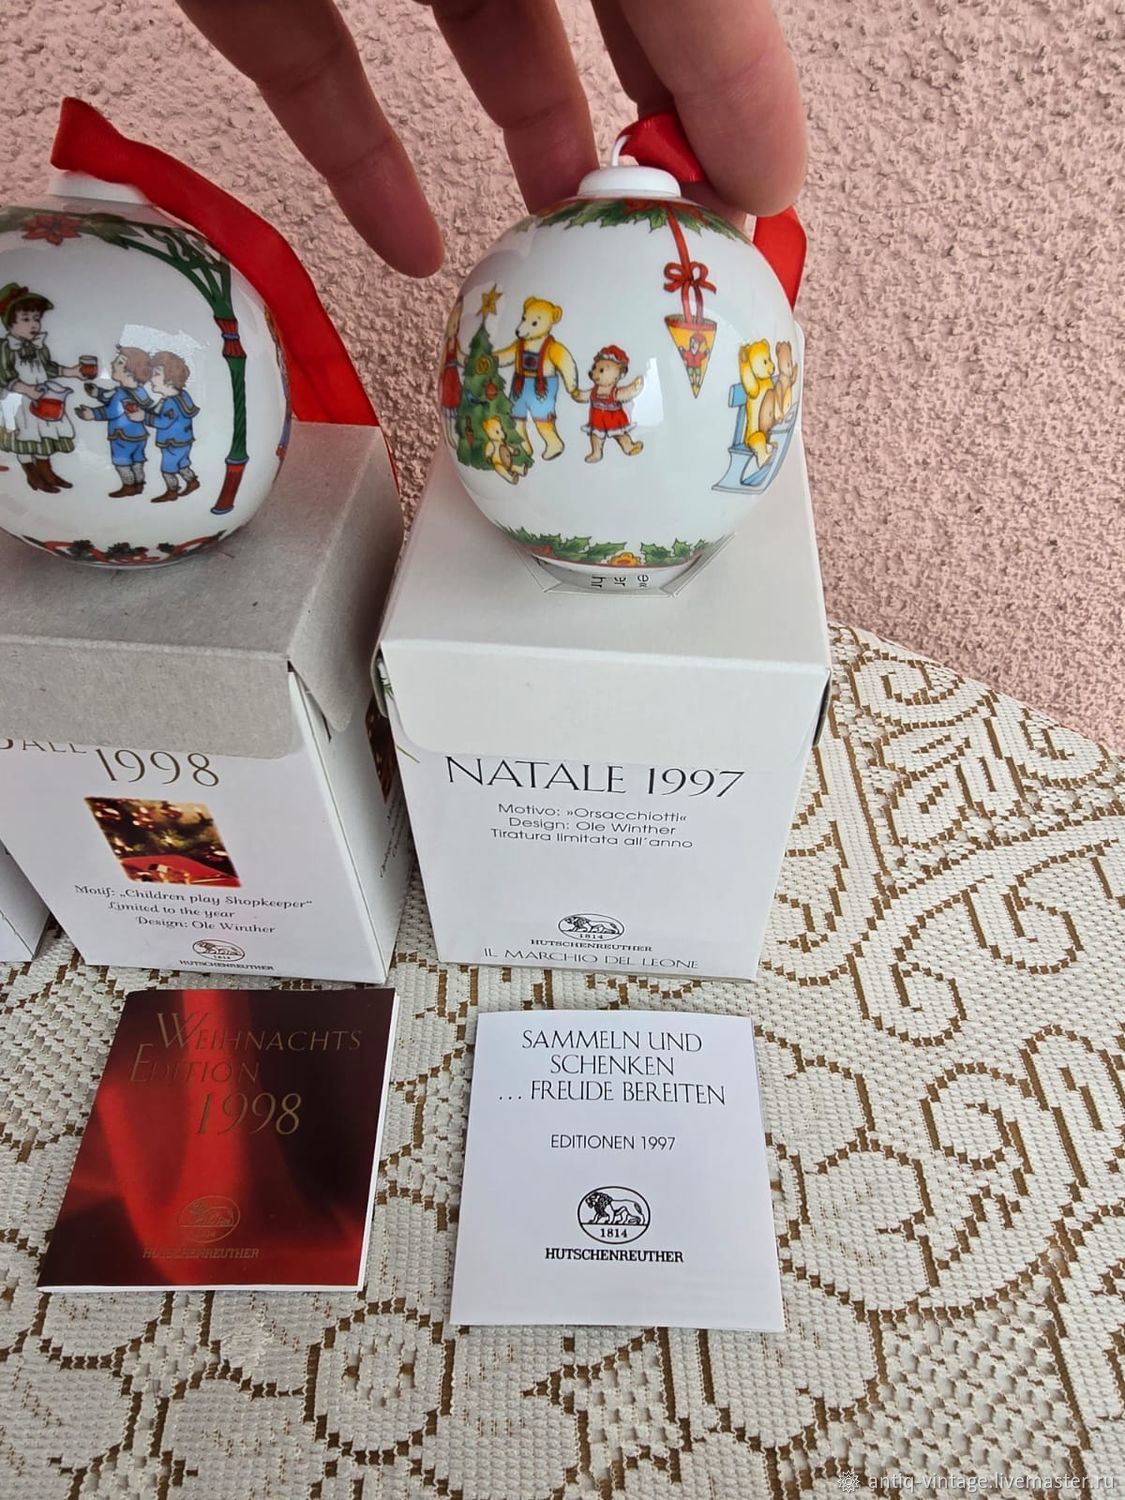 1998
Motif: „Children play Shopkeeper"
Limited to the year
Design: Ole Winther
1814
HUTSCHENREUTHER
NATALE 1997
Motivo: »Orsacchiotti«
Design: Ole Winther
Tiratura limitata all´anno
1814
HUTSCHENREUTHER
IL MARCHIO DEL LEONE
WEIHNACHTS
EDITION
1998
1814
HUTSCHENREUTHER
SAMMELN UND
SCHENKEN
... FREUDE BEREITEN
EDITIONEN 1997
1814
HUTSCHENREUTHER
antiq-vintage.livemaster.ru